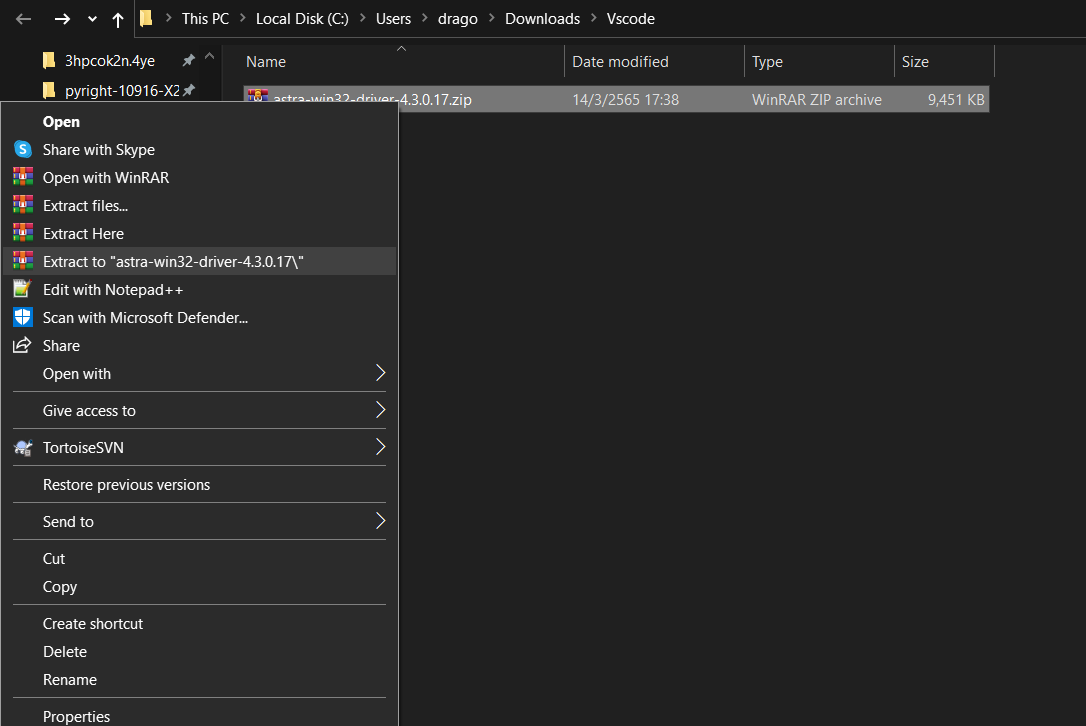 This PC > Local Disk (C:) > Users > drago > Downloads > Vscode
3hpcok2n.4ye
pyright-10916-X2
Name Date modified Type Size
astra-win32-driver-4.3.0.17.zip 14/3/2565 17:38 WinRAR ZIP archive 9,451 KB
Open
Share with Skype
Open with WinRAR
Extract files...
Extract Here
Extract to "astra-win32-driver-4.3.0.17\"
Edit with Notepad++
Scan with Microsoft Defender...
Share
Open with
Give access to
TortoiseSVN
Restore previous versions
Send to
Cut
Copy
Create shortcut
Delete
Rename
Properties